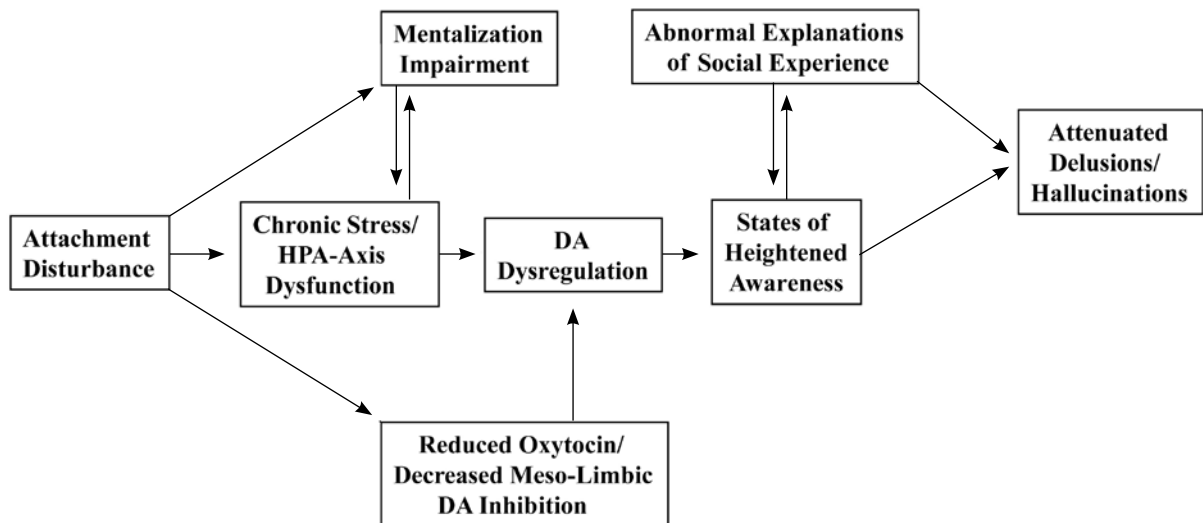 Mentalization
Impairment
Abnormal Explanations
of Social Experience
Attenuated
Delusions/
Hallucinations
Attachment
Disturbance
Chronic Stress/
HPA-Axis
Dysfunction
DA
Dysregulation
States of
Heightened
Awareness
Reduced Oxytocin/
Decreased Meso-Limbic
DA Inhibition